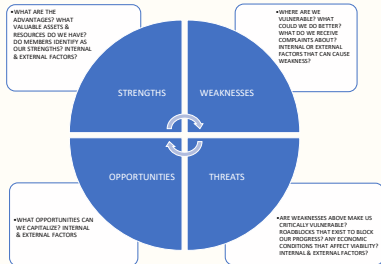 •WHAT ARE THE
ADVANTAGES? WHAT
VALUABLE ASSETS &
RESOURCES DO WE HAVE?
DO MEMBERS IDENTIFY AS
OUR STRENGTHS? INTERNAL
& EXTERNAL FACTORS?
•WHERE ARE WE
VULNERABLE? WHAT
COULD WE DO BETTER?
WHAT DO WE RECEIVE
COMPLAINTS ABOUT?
INTERNAL OR EXTERNAL
FACTORS THAT CAN CAUSE
WEAKNESS?
STRENGTHS
WEAKNESSES
OPPORTUNITIES
THREATS
•WHAT OPPORTUNITIES CAN
WE CAPITALIZE? INTERNAL
& EXTERNAL FACTORS
•ARE WEAKNESSES ABOVE MAKE US
CRITICALLY VULNERABLE?
ROADBLOCKS THAT EXIST TO BLOCK
OUR PROGRESS? ANY ECONOMIC
CONDITIONS THAT AFFECT VIABILITY?
INTERNAL & EXTERNAL FACTORS?